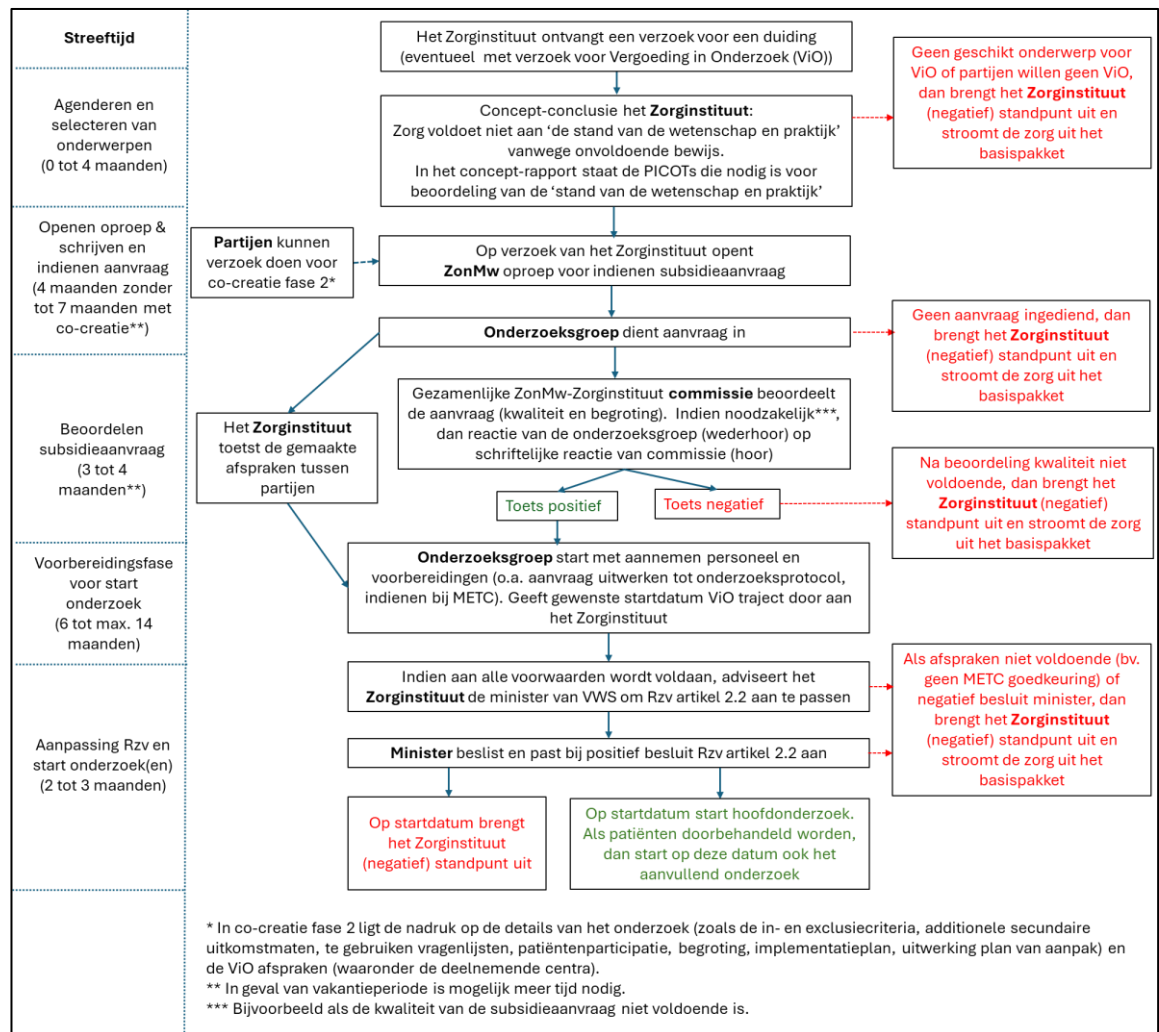 Streeftijd
Het Zorginstituut ontvangt een verzoek voor een duiding
(eventueel met verzoek voor Vergoeding in Onderzoek (ViO))
Geen geschikt onderwerp voor
ViO of partijen willen geen ViO,
dan brengt het Zorginstituut
(negatief) standpunt uit en
stroomt de zorg uit het
basispakket
Agenderen en
selecteren van
onderwerpen
(0 tot 4 maanden)
Concept-conclusie het Zorginstituut:
Zorg voldoet niet aan ‘de stand van de wetenschap en praktijk’
vanwege onvoldoende bewijs.
In het concept-rapport staat de PICOTs die nodig is voor
beoordeling van de ‘stand van de wetenschap en praktijk’
Openen oproep &
schrijven en
indienen aanvraag
(4 maanden zonder
tot 7 maanden met
co-creatie**)
Partijen kunnen
verzoek doen voor
co-creatie fase 2*
Op verzoek van het Zorginstituut opent
ZonMw oproep voor indienen subsidieaanvraag
Onderzoeksgroep dient aanvraag in
Geen aanvraag ingediend, dan
brengt het Zorginstituut
(negatief) standpunt uit en
stroomt de zorg uit het
basispakket
Beoordelen
subsidieaanvraag
(3 tot 4
maanden**)
Het Zorginstituut
toetst de gemaakte
afspraken tussen
partijen
Gezamenlijke ZonMw-Zorginstituut commissie beoordeelt
de aanvraag (kwaliteit en begroting). Indien noodzakelijk***,
dan reactie van de onderzoeksgroep (wederhoor) op
schriftelijke reactie van commissie (hoor)
Toets positief
Toets negatief
Na beoordeling kwaliteit niet
voldoende, dan brengt het
Zorginstituut (negatief)
standpunt uit en stroomt de zorg
uit het basispakket
Voorbereidingsfase
voor start
onderzoek
(6 tot max. 14
maanden)
Onderzoeksgroep start met aannemen personeel en
voorbereidingen (o.a. aanvraag uitwerken tot onderzoeksprotocol,
indienen bij METC). Geeft gewenste startdatum ViO traject door aan
het Zorginstituut
Aanpassing Rzv en
start onderzoek(en)
(2 tot 3 maanden)
Indien aan alle voorwaarden wordt voldaan, adviseert het
Zorginstituut de minister van VWS om Rzv artikel 2.2 aan te passen
Als afspraken niet voldoende (bv.
geen METC goedkeuring) of
negatief besluit minister, dan
brengt het Zorginstituut
(negatief) standpunt uit en
stroomt de zorg uit het
basispakket
Minister beslist en past bij positief besluit Rzv artikel 2.2 aan
Op startdatum brengt
het Zorginstituut
(negatief) standpunt uit
Op startdatum start hoofdonderzoek.
Als patiënten doorbehandeld worden,
dan start op deze datum ook het
aanvullend onderzoek
* In co-creatie fase 2 ligt de nadruk op de details van het onderzoek (zoals de in- en exclusiecriteria, additionele secundaire
uitkomstmaten, te gebruiken vragenlijsten, patiëntenparticipatie, begroting, implementatieplan, uitwerking plan van aanpak) en
de ViO afspraken (waaronder de deelnemende centra).
** In geval van vakantieperiode is mogelijk meer tijd nodig.
*** Bijvoorbeeld als de kwaliteit van de subsidieaanvraag niet voldoende is.